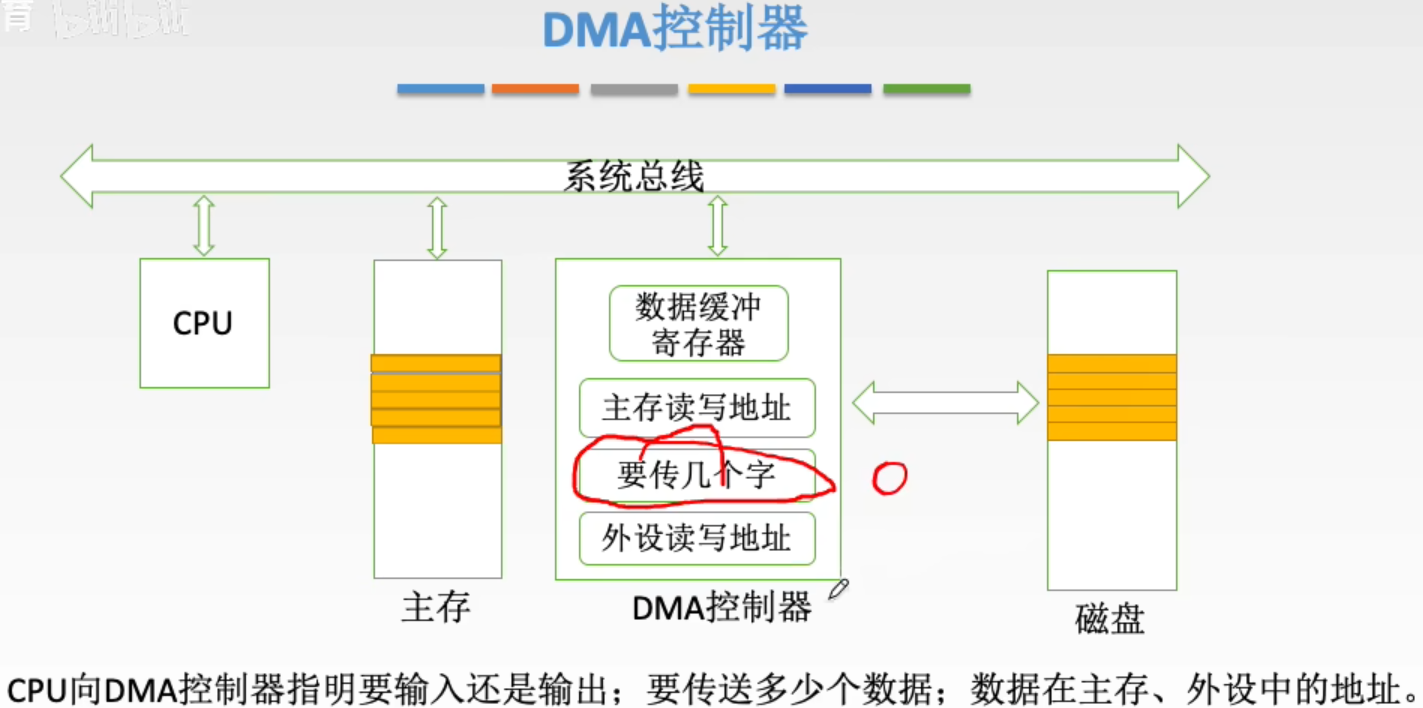 育 bilibili
DMA控制器
系统总线
CPU
数据缓冲
寄存器
主存读写地址
要传几个字
外设读写地址
主存
DMA控制器
磁盘
CPU向DMA控制器指明要输入还是输出；要传送多少个数据；数据在主存、外设中的地址。